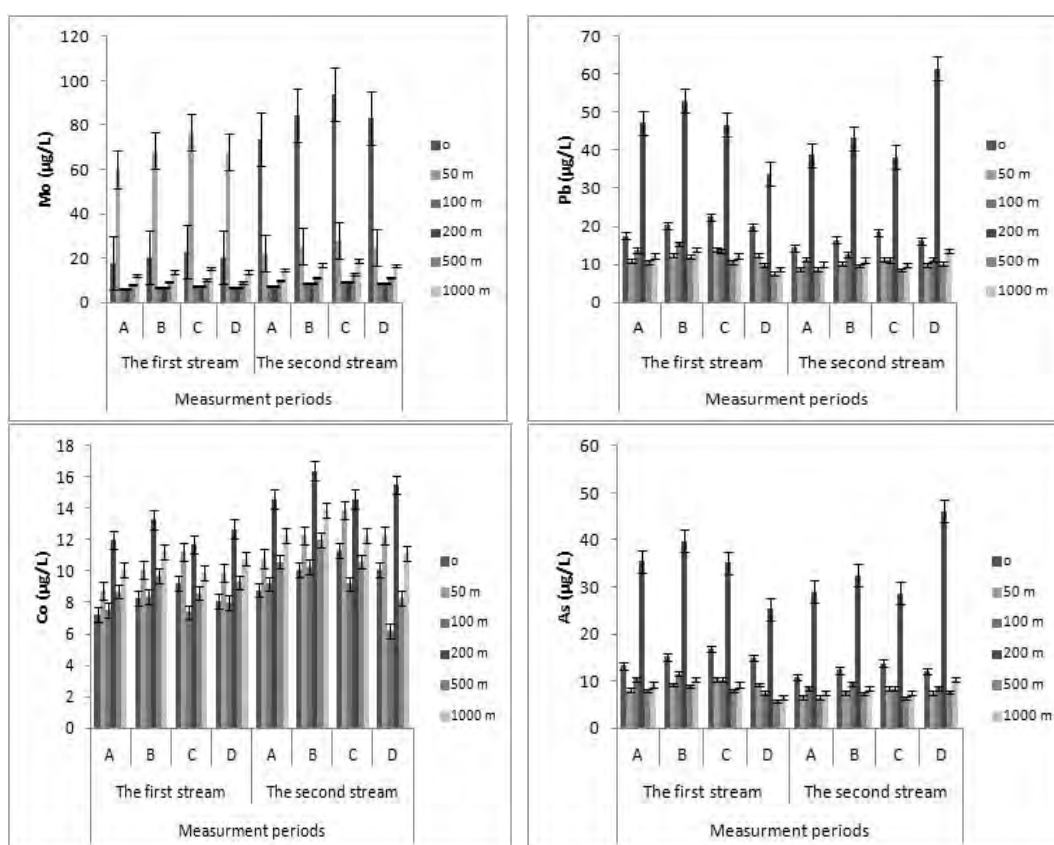 120
100
80
60
40
20
0
Mo (µg/L)
A B C D A B C D
The first stream The second stream
Measurment periods
o
50 m
100 m
200 m
500 m
1000 m
70
60
50
40
30
20
10
0
Pb (µg/L)
A B C D A B C D
The first stream The second stream
Measurment periods
o
50 m
100 m
200 m
500 m
1000 m
18
16
14
12
10
8
6
4
2
0
Co (µg/L)
A B C D A B C D
The first stream The second stream
Measurment periods
o
50 m
100 m
200 m
500 m
1000 m
60
50
40
30
20
10
0
As (µg/L)
A B C D A B C D
The first stream The second stream
Measurment periods
o
50 m
100 m
200 m
500 m
1000 m